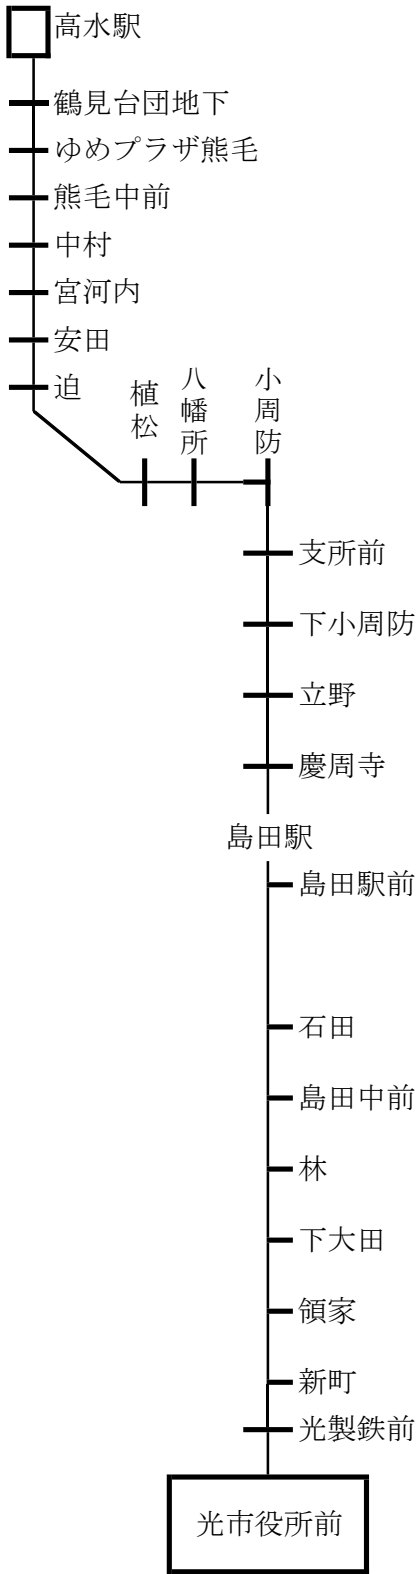 高水駅
鶴見台団地下
ゆめプラザ熊毛
熊毛中前
中村
宮河内
安田
迫
植松
八幡所
小周防
支所前
下小周防
立野
慶周寺
島田駅
島田駅前
石田
島田中前
林
下大田
領家
新町
光製鉄前
光市役所前